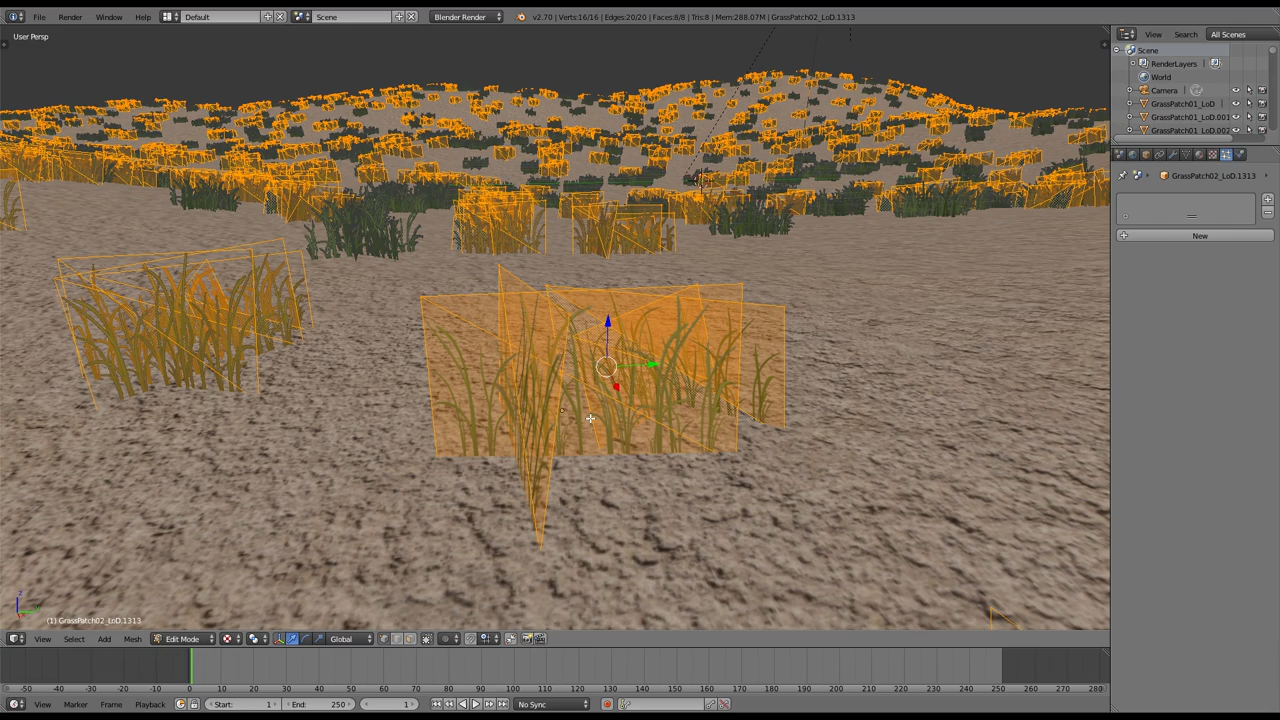 File Render Window Help Default Scene Blender Render v2.70 | Verts:16/16 | Edges:20/20 | Faces:8/8 | Tris:8 | Mem:288.07M | GrassPatch02_LoD.1313
User Persp
View Search All Scenes
Scene
RenderLayers
World
Camera
GrassPatch01_LoD
GrassPatch01_LoD.001
GrassPatch01_LoD.002
GrassPatch02_LoD.1313
New
z
(1) GrassPatch02_LoD.1313
View Select Add Mesh Edit Mode Global
-50 -40 -30 -20 -10 0 10 20 30 40 50 60 70 80 90 100 110 120 130 140 150 160 170 180 190 200 210 220 230 240 250 260 270 280
View Marker Frame Playback Start: 1 End: 250 1 No Sync